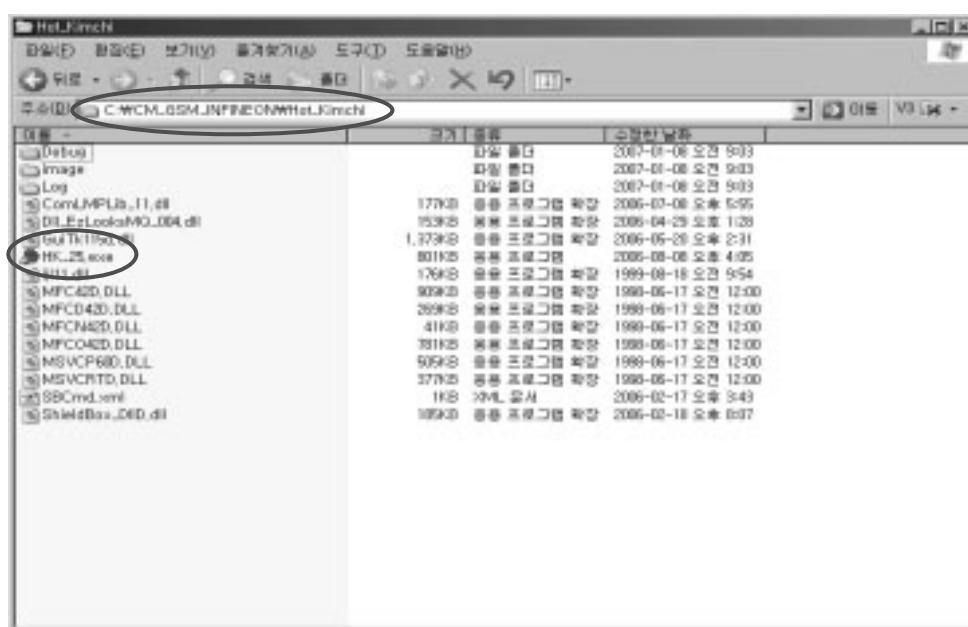 Hot_Kimchi
파일(F) 편집(E) 보기(V) 즐겨찾기(A) 도구(T) 도움말(H)
뒤로 검색 폴더
주소(D) C:₩CM_GSM_INFINEON₩Hot_Kimchi 이동 V3
이름 크기 종류 수정한 날짜
Debug 파일 폴더 2007-01-08 오전 9:03
Image 파일 폴더 2007-01-08 오전 9:03
Log 파일 폴더 2007-01-08 오전 9:03
ComLMPLib_11.dll 177KB 응용 프로그램 확장 2006-07-08 오후 5:55
Dll_EzLooksMO_004.dll 153KB 응용 프로그램 확장 2006-04-29 오후 1:28
1,373KB 응용 프로그램 확장 2006-05-20 오후 2:31
HK_25.exe 801KB 응용 프로그램 2006-08-08 오후 4:05
176KB 응용 프로그램 확장 1999-08-18 오전 9:54
MFC42D.DLL 909KB 응용 프로그램 확장 1998-06-17 오전 12:00
MFCD42D.DLL 269KB 응용 프로그램 확장 1998-06-17 오전 12:00
MFCN42D.DLL 41KB 응용 프로그램 확장 1998-06-17 오전 12:00
MFCO42D.DLL 781KB 응용 프로그램 확장 1998-06-17 오전 12:00
MSVCP60D.DLL 505KB 응용 프로그램 확장 1998-06-17 오전 12:00
MSVCRTD.DLL 377KB 응용 프로그램 확장 1998-06-17 오전 12:00
SBCmd.xml 1KB XML 문서 2006-02-17 오후 3:43
ShieldBox_DllD.dll 185KB 응용 프로그램 확장 2006-02-18 오후 8:07